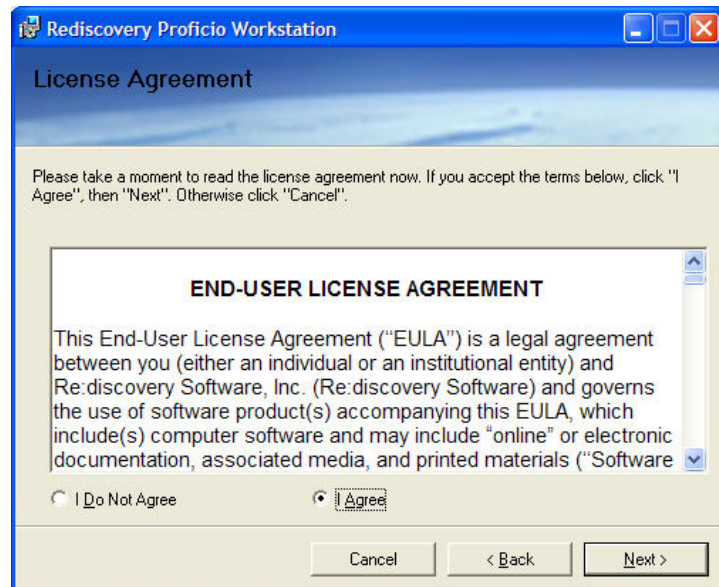 Rediscovery Proficio Workstation
License Agreement
Please take a moment to read the license agreement now. If you accept the terms below, click "I
Agree", then "Next". Otherwise click "Cancel".
END-USER LICENSE AGREEMENT
This End-User License Agreement (“EULA”) is a legal agreement
between you (either an individual or an institutional entity) and
Re:discovery Software, Inc. (Re:discovery Software) and governs
the use of software product(s) accompanying this EULA, which
include(s) computer software and may include “online” or electronic
documentation, associated media, and printed materials (“Software
I Do Not Agree
I Agree
Cancel
< Back
Next >